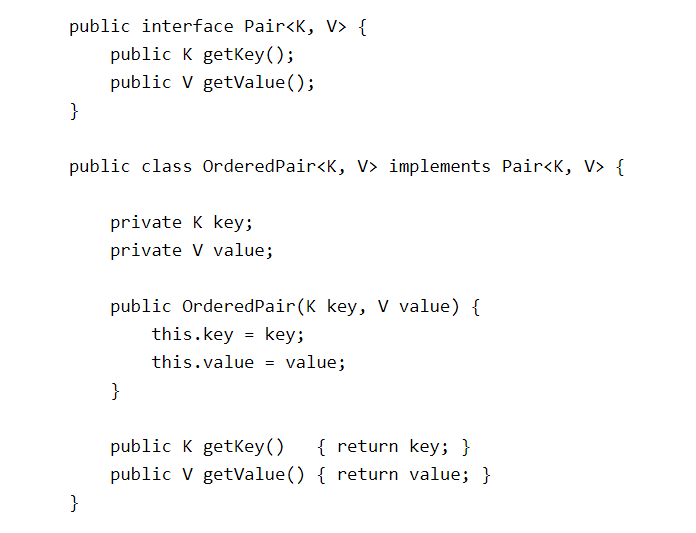 public interface Pair<K, V> {
    public K getKey();
    public V getValue();
}

public class OrderedPair<K, V> implements Pair<K, V> {

    private K key;
    private V value;

    public OrderedPair(K key, V value) {
        this.key = key;
        this.value = value;
    }

    public K getKey()   { return key; }
    public V getValue() { return value; }
}